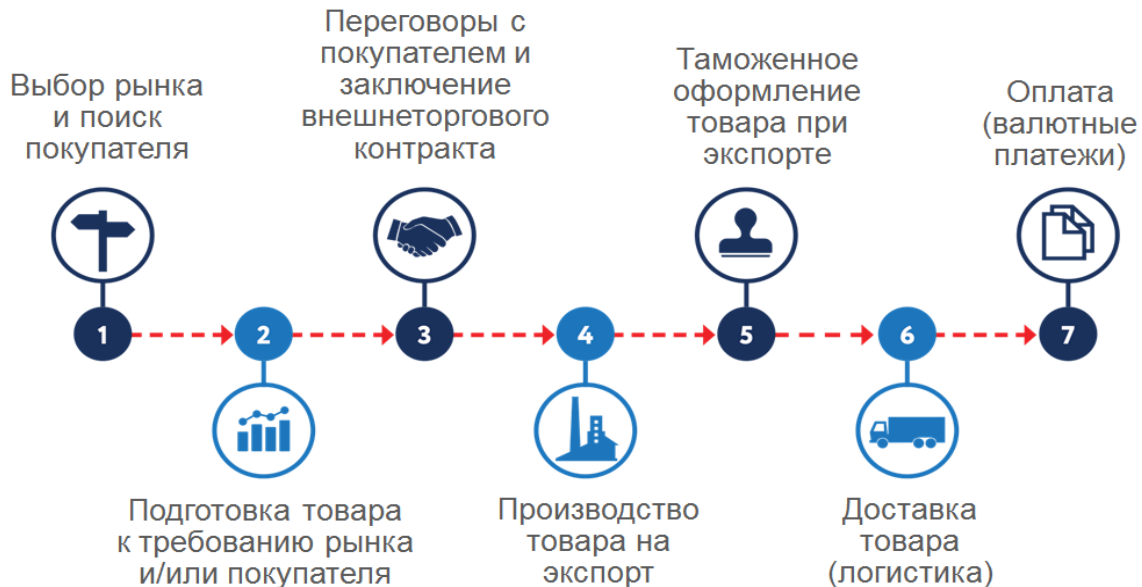 Выбор рынка
и поиск
покупателя
1
Подготовка товара
к требованию рынка
и/или покупателя
2
Переговоры с
покупателем и
заключение
внешнеторгового
контракта
3
Производство
товара на
экспорт
4
Таможенное
оформление
товара при
экспорте
5
Доставка
товара
(логистика)
6
Оплата
(валютные
платежи)
7